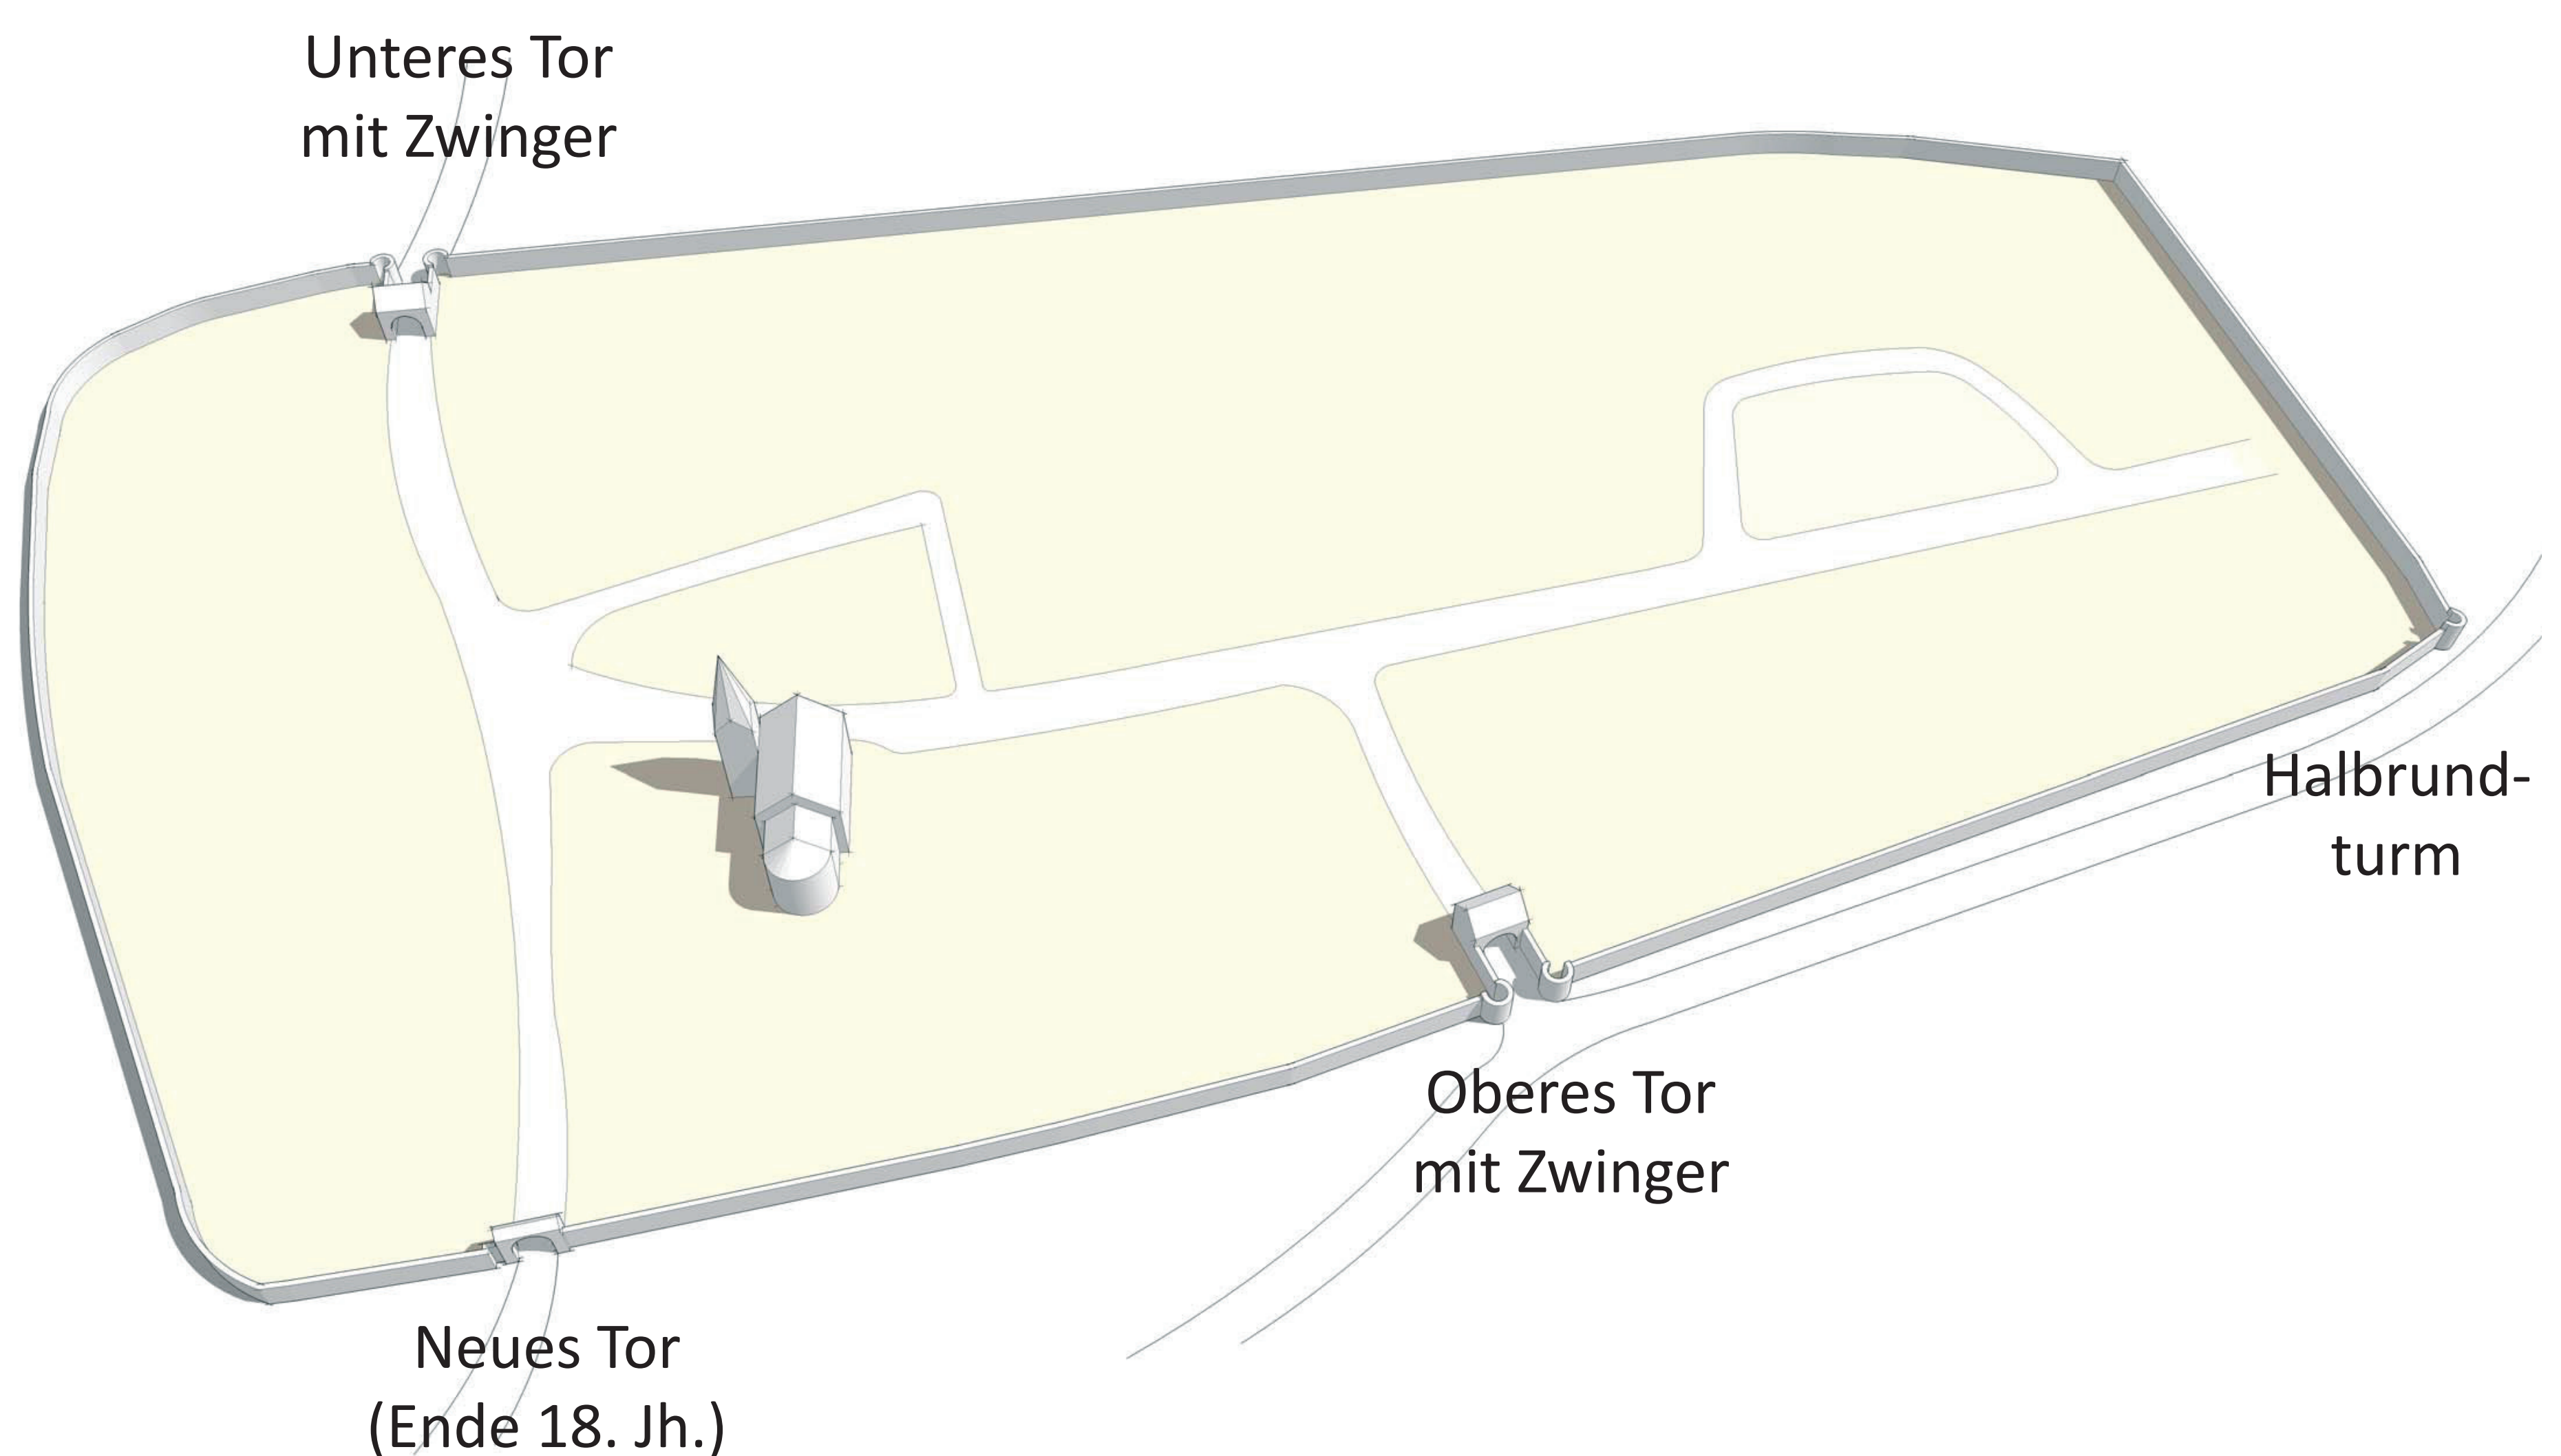 Unteres Tor
mit Zwinger
Halbrund-
turm
Oberes Tor
mit Zwinger
Neues Tor
(Ende 18. Jh.)